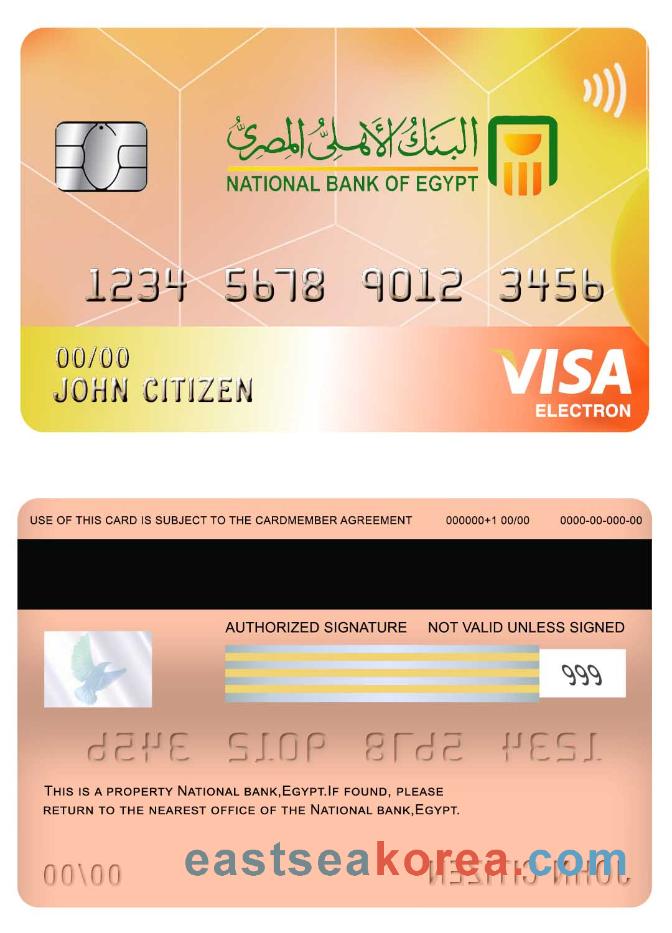 البنك الأهلي المصري
NATIONAL BANK OF EGYPT
1234 5678 9012 3456
00/00
JOHN CITIZEN
VISA
ELECTRON
USE OF THIS CARD IS SUBJECT TO THE CARDMEMBER AGREEMENT 000000+1 00/00 0000-00-000-00
AUTHORIZED SIGNATURE NOT VALID UNLESS SIGNED
999
1234 5678 9012 3456
THIS IS A PROPERTY NATIONAL BANK,EGYPT.IF FOUND, PLEASE
RETURN TO THE NEAREST OFFICE OF THE NATIONAL BANK,EGYPT.
eastseakorea.com
00/00 JOHN CITIZEN